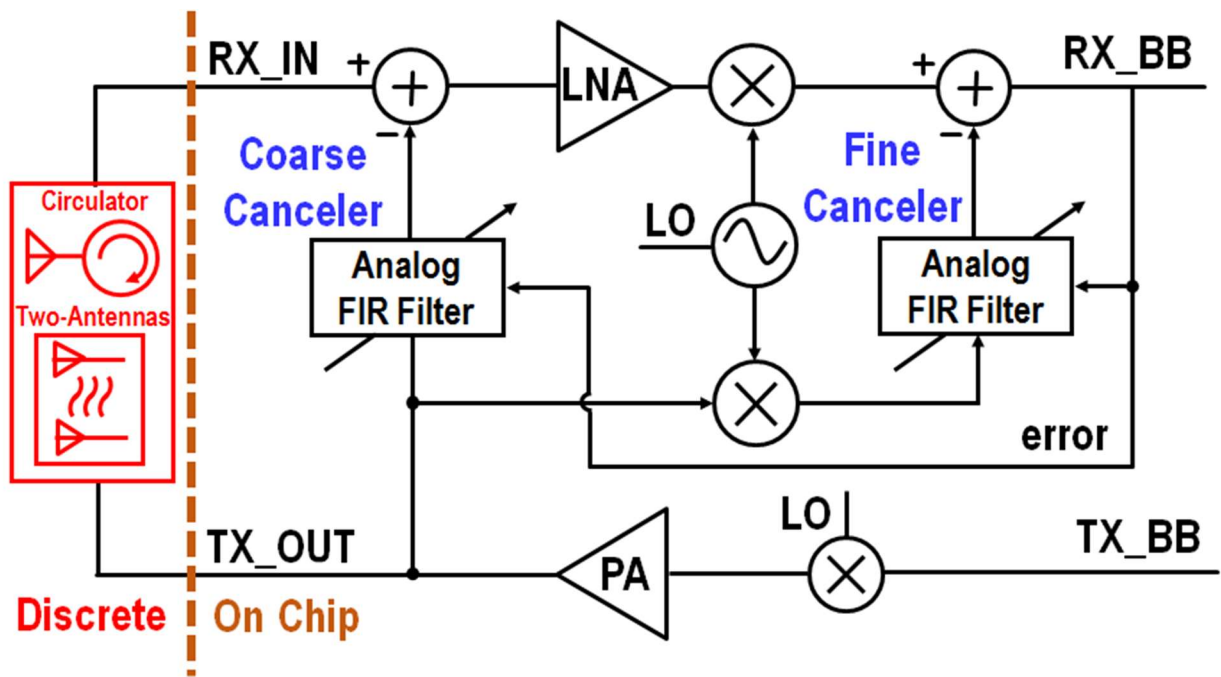 RX_IN
+
+
−
LNA
+
+
−
RX_BB
Coarse
Canceler
Fine
Canceler
Circulator
Two-Antennas
LO
Analog
FIR Filter
Analog
FIR Filter
error
TX_OUT
PA
LO
TX_BB
Discrete
On Chip